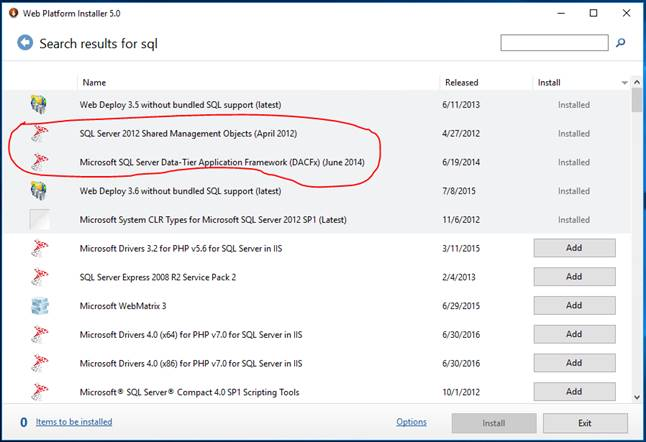 Web Platform Installer 5.0
Search results for sql
Name Released Install
Web Deploy 3.5 without bundled SQL support (latest) 6/11/2013 Installed
SQL Server 2012 Shared Management Objects (April 2012) 4/27/2012 Installed
Microsoft SQL Server Data-Tier Application Framework (DACFx) (June 2014) 6/19/2014 Installed
Web Deploy 3.6 without bundled SQL support (latest) 7/8/2015 Installed
Microsoft System CLR Types for Microsoft SQL Server 2012 SP1 (Latest) 11/6/2012 Installed
Microsoft Drivers 3.2 for PHP v5.6 for SQL Server in IIS 3/11/2015 Add
SQL Server Express 2008 R2 Service Pack 2 2/4/2013 Add
Microsoft WebMatrix 3 6/29/2015 Add
Microsoft Drivers 4.0 (x64) for PHP v7.0 for SQL Server in IIS 6/30/2016 Add
Microsoft Drivers 4.0 (x86) for PHP v7.0 for SQL Server in IIS 6/30/2016 Add
Microsoft® SQL Server® Compact 4.0 SP1 Scripting Tools 10/1/2012 Add
0 Items to be installed Options Install Exit